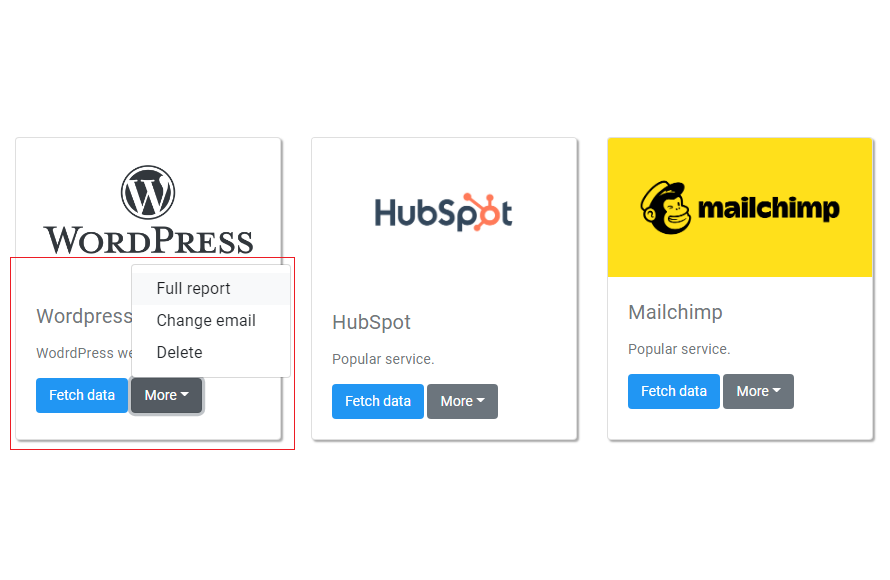 WORDPRESS
Full report
Change email
Delete
Wordpress
WodrdPress we
Fetch data
More
HubSpot
HubSpot
Popular service.
Fetch data
More
mailchimp
Mailchimp
Popular service.
Fetch data
More